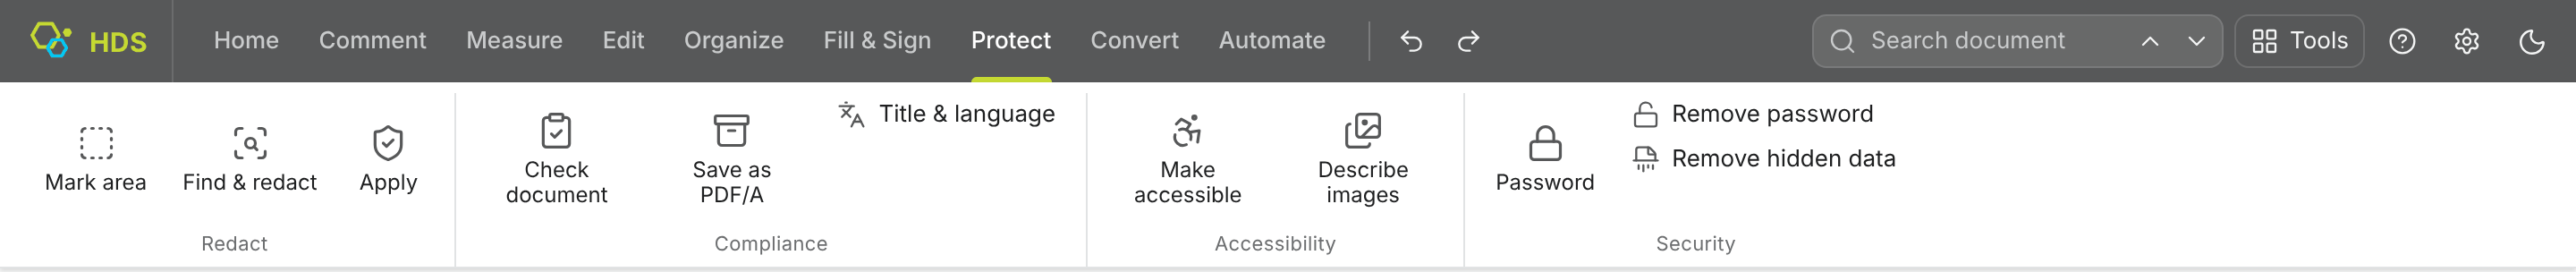 HDS Home Comment Measure Edit Organize Fill & Sign Protect Convert Automate Search document Tools
Mark area Find & redact Apply
Redact
Check
document
Save as
PDF/A
Title & language
Compliance
Make
accessible
Describe
images
Accessibility
Password
Remove password
Remove hidden data
Security